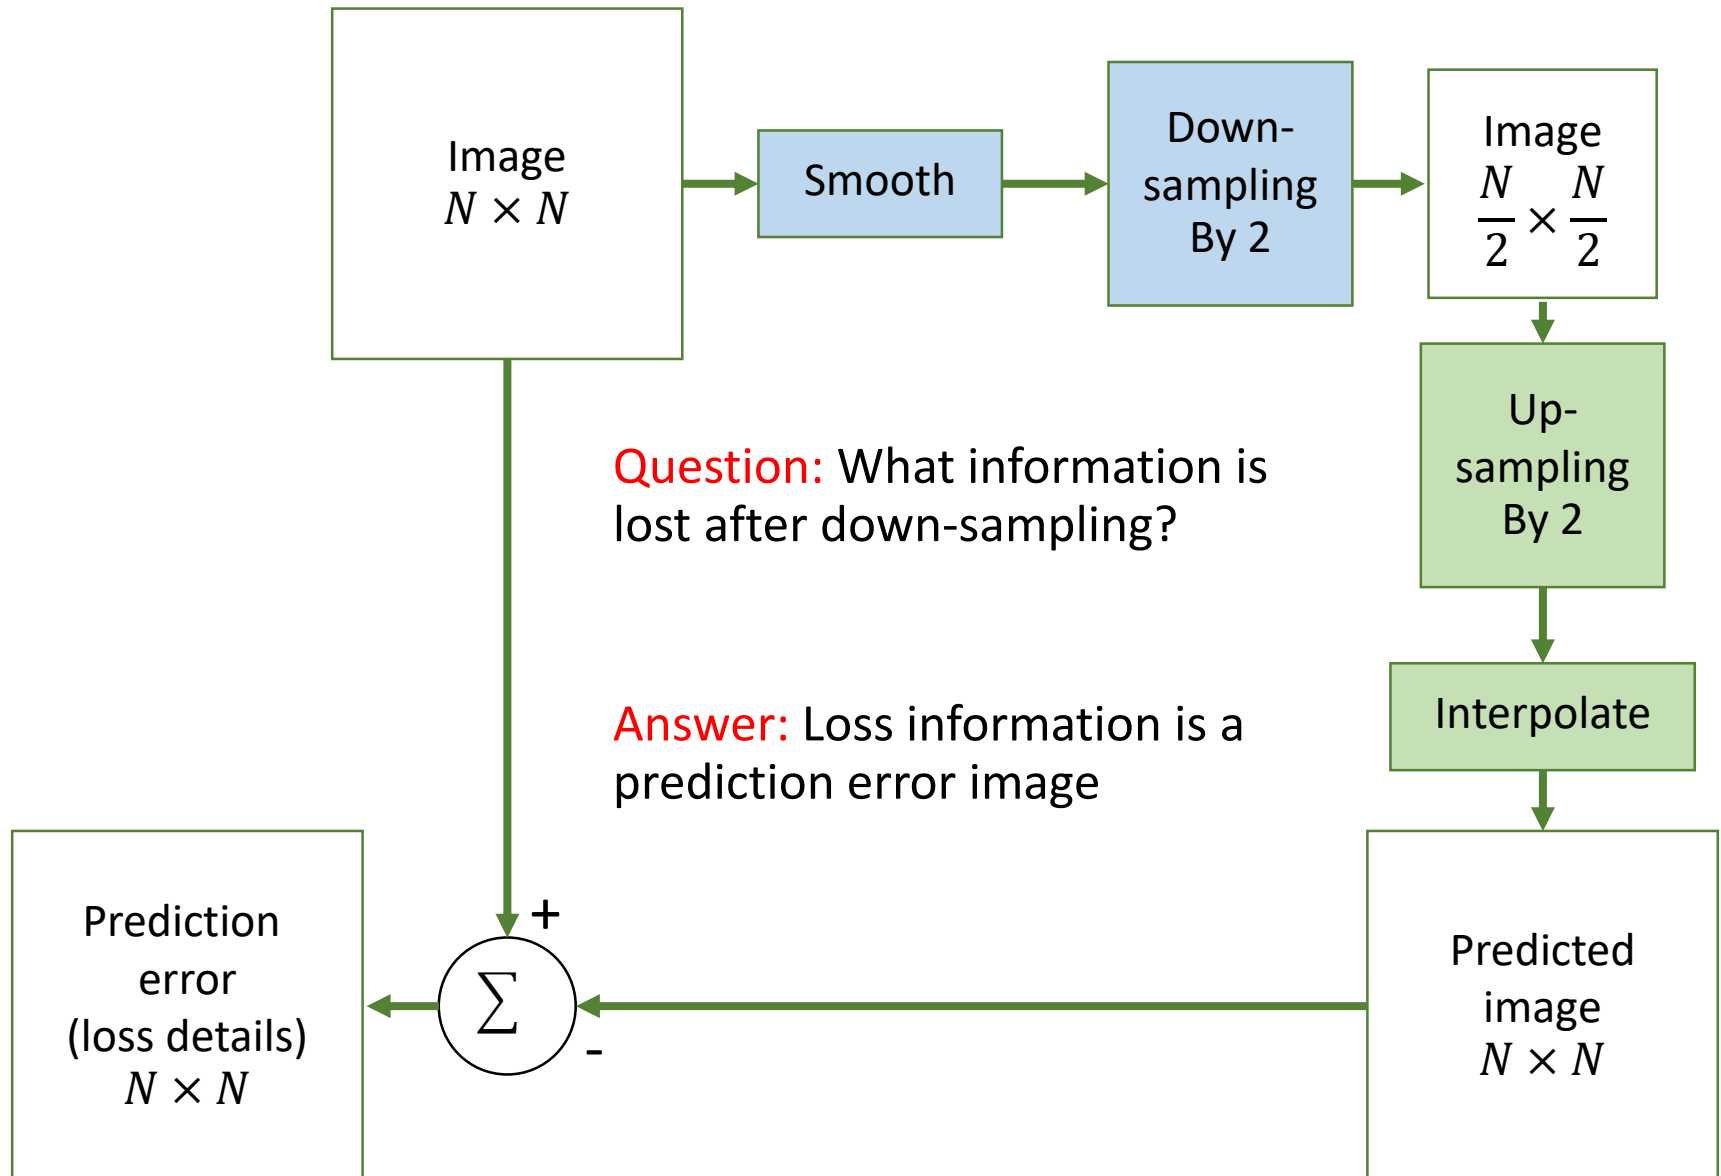 Image
N × N
Smooth
Down-
sampling
By 2
Image
N/2 × N/2
Up-
sampling
By 2
Question: What information is
lost after down-sampling?
Interpolate
Answer: Loss information is a
prediction error image
Prediction
error
(loss details)
N × N
+
∑
-
Predicted
image
N × N